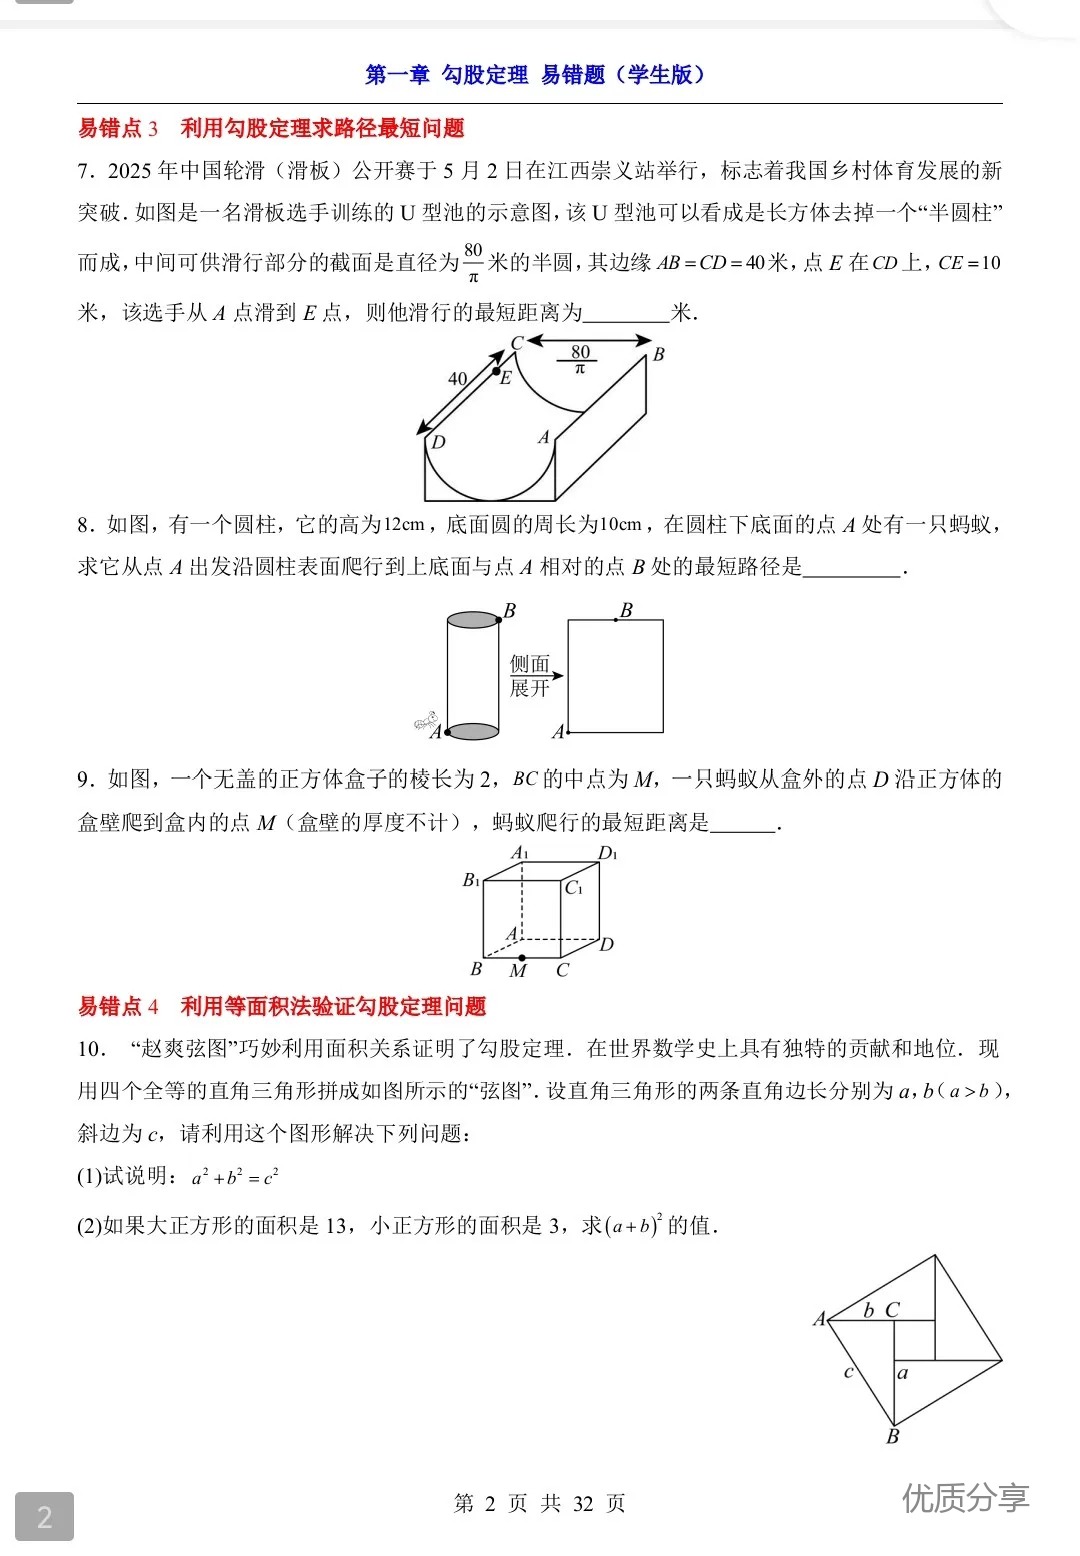 第一章 勾股定理 易错题（学生版）
易错点 3 利用勾股定理求路径最短问题
7．2025 年中国轮滑（滑板）公开赛于 5 月 2 日在江西崇义站举行，标志着我国乡村体育发展的新
突破．如图是一名滑板选手训练的 U 型池的示意图，该 U 型池可以看成是长方体去掉一个“半圆柱”
而成，中间可供滑行部分的截面是直径为 80/π 米的半圆，其边缘 AB=CD=40米，点 E 在CD上，CE=10
米，该选手从 A 点滑到 E 点，则他滑行的最短距离为________米．
C
80/π
B
40
E
D
A
8．如图，有一个圆柱，它的高为12cm，底面圆的周长为10cm，在圆柱下底面的点 A 处有一只蚂蚁，
求它从点 A 出发沿圆柱表面爬行到上底面与点 A 相对的点 B 处的最短路径是_________．
B
B
侧面
展开
A
A
9．如图，一个无盖的正方体盒子的棱长为 2，BC 的中点为 M，一只蚂蚁从盒外的点 D 沿正方体的
盒壁爬到盒内的点 M（盒壁的厚度不计），蚂蚁爬行的最短距离是______．
A₁ D₁
B₁ C₁
A D
B M C
易错点 4 利用等面积法验证勾股定理问题
10． “赵爽弦图”巧妙利用面积关系证明了勾股定理．在世界数学史上具有独特的贡献和地位．现
用四个全等的直角三角形拼成如图所示的“弦图”．设直角三角形的两条直角边长分别为 a，b（a>b），
斜边为 c，请利用这个图形解决下列问题：
(1)试说明：a²+b²=c²
(2)如果大正方形的面积是 13，小正方形的面积是 3，求(a+b)²的值．
A b C
c a
B
第 2 页 共 32 页
2
优质分享